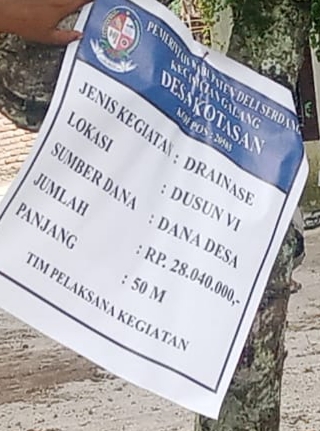 PEMERINTAH KABUPATEN DELI SERDANG
KECAMATAN GALANG
DESA KOTASAN
KODE POS : 20585
JENIS KEGIATAN : DRAINASE
LOKASI : DUSUN VI
SUMBER DANA : DANA DESA
JUMLAH : RP. 28.040.000,-
PANJANG : 50 M
TIM PELAKSANA KEGIATAN